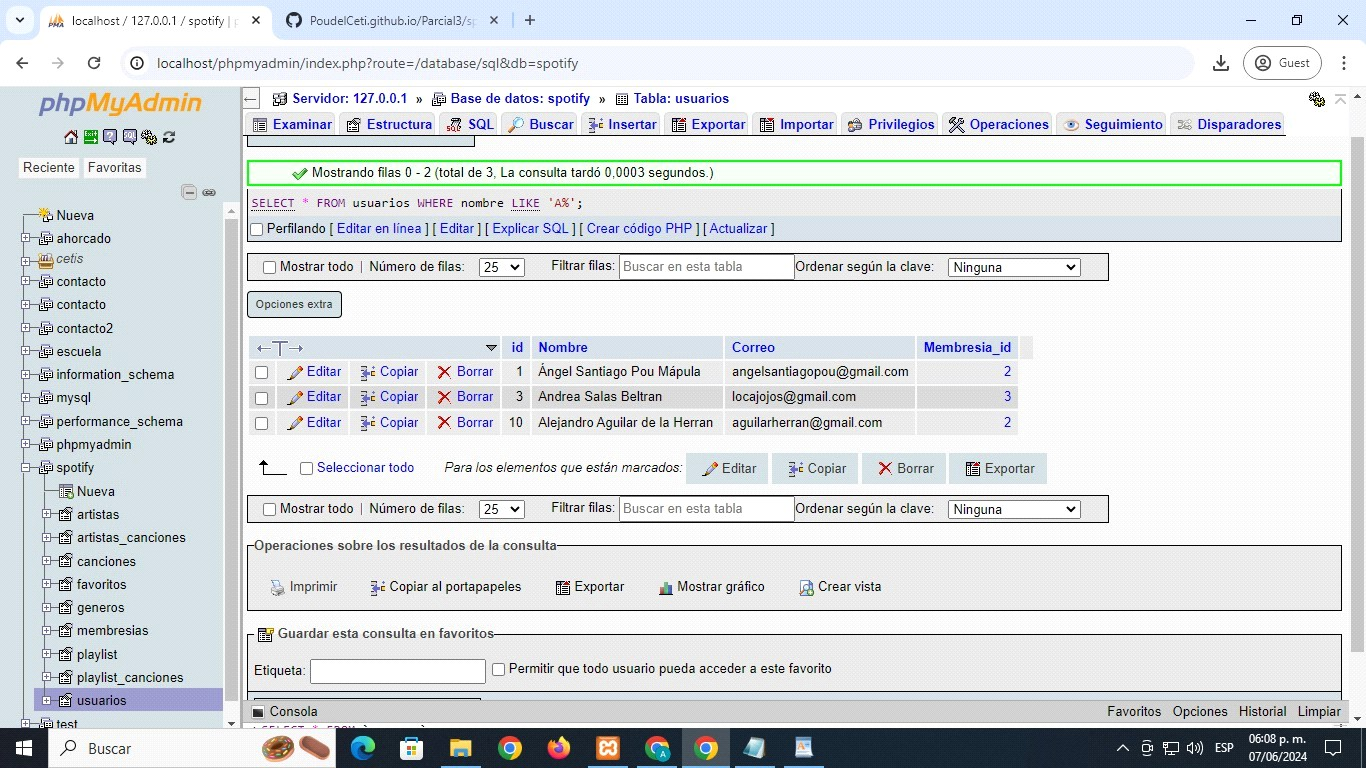 localhost / 127.0.0.1 / spotify | p
PoudelCeti.github.io/Parcial3/sp
localhost/phpmyadmin/index.php?route=/database/sql&db=spotify
Guest
phpMyAdmin
Reciente Favoritas
Nueva
ahorcado
cetis
contacto
contacto
contacto2
escuela
information_schema
mysql
performance_schema
phpmyadmin
spotify
Nueva
artistas
artistas_canciones
canciones
favoritos
generos
membresias
playlist
playlist_canciones
usuarios
test
Servidor: 127.0.0.1 » Base de datos: spotify » Tabla: usuarios
Examinar Estructura SQL Buscar Insertar Exportar Importar Privilegios Operaciones Seguimiento Disparadores
Mostrando filas 0 - 2 (total de 3, La consulta tardó 0,0003 segundos.)
SELECT * FROM usuarios WHERE nombre LIKE 'A%';
Perfilando [ Editar en línea ] [ Editar ] [ Explicar SQL ] [ Crear código PHP ] [ Actualizar ]
Mostrar todo | Número de filas: 25 Filtrar filas: Buscar en esta tabla Ordenar según la clave: Ninguna
Opciones extra
←T→ id Nombre Correo Membresia_id
Editar Copiar Borrar 1 Ángel Santiago Pou Mápula angelsantiagopou@gmail.com 2
Editar Copiar Borrar 3 Andrea Salas Beltran locajojos@gmail.com 3
Editar Copiar Borrar 10 Alejandro Aguilar de la Herran aguilarherran@gmail.com 2
Seleccionar todo Para los elementos que están marcados: Editar Copiar Borrar Exportar
Mostrar todo | Número de filas: 25 Filtrar filas: Buscar en esta tabla Ordenar según la clave: Ninguna
Operaciones sobre los resultados de la consulta
Imprimir Copiar al portapapeles Exportar Mostrar gráfico Crear vista
Guardar esta consulta en favoritos
Etiqueta: Permitir que todo usuario pueda acceder a este favorito
Consola Favoritos Opciones Historial Limpiar
Buscar
ESP
06:08 p. m.
07/06/2024